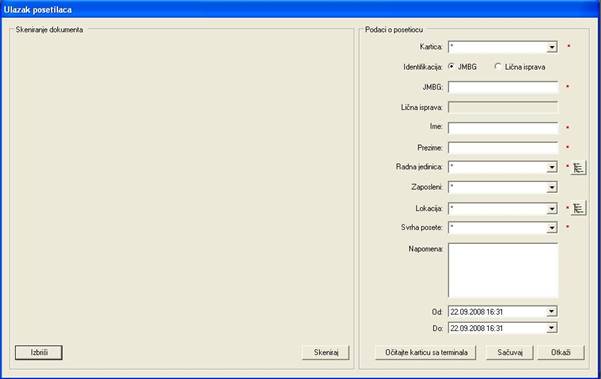 Ulazak posetilaca
Skeniranje dokumenta
Podaci o posetiocu
Kartica: * *
Identifikacija: JMBG Lična isprava
JMBG: *
Lična isprava:
Ime: *
Prezime: *
Radna jedinica: * *
Zaposleni: *
Lokacija: * *
Svrha posete: * *
Napomena:
Od: 22.09.2008 16:31
Do: 22.09.2008 16:31
Izbriši Skeniraj Očitajte karticu sa terminala Sačuvaj Otkaži